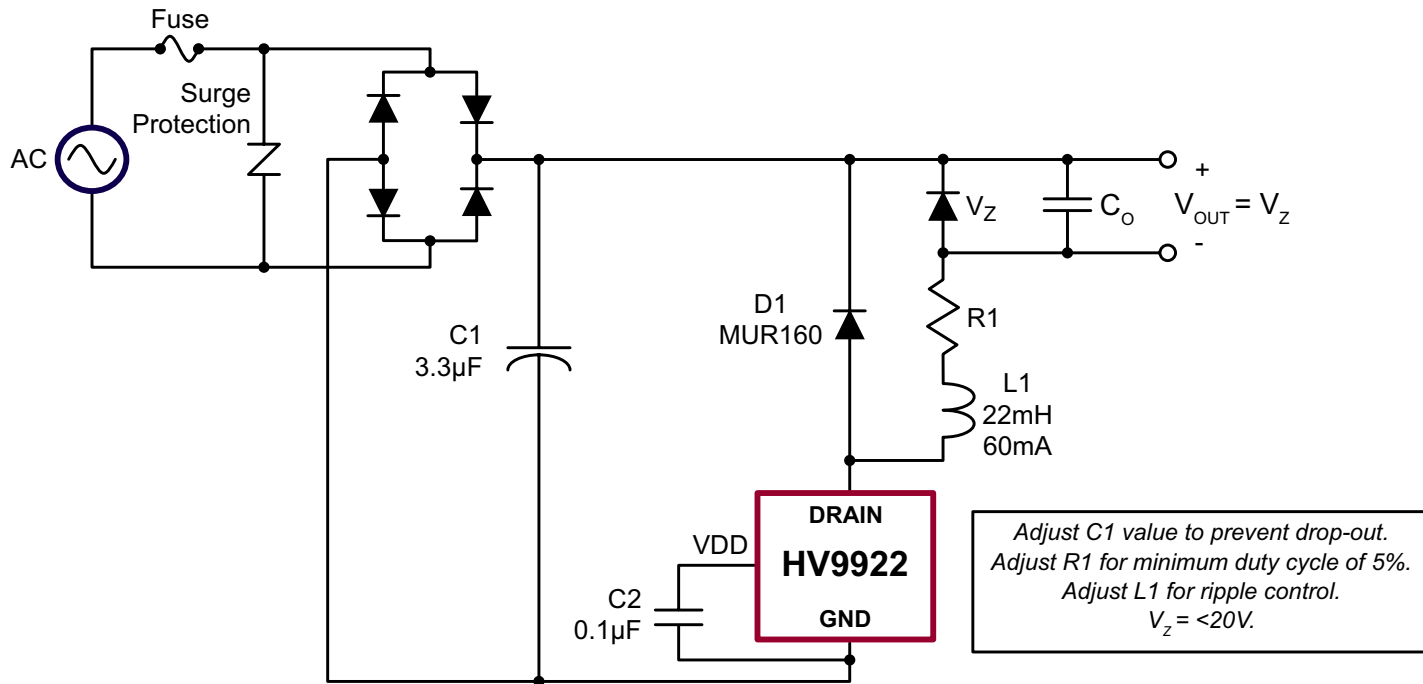 Fuse
Surge
Protection
AC
C1
3.3µF
D1
MUR160
V_Z
C_O
+
V_OUT = V_Z
-
R1
L1
22mH
60mA
DRAIN
VDD
HV9922
GND
C2
0.1µF
Adjust C1 value to prevent drop-out.
Adjust R1 for minimum duty cycle of 5%.
Adjust L1 for ripple control.
V_Z = <20V.